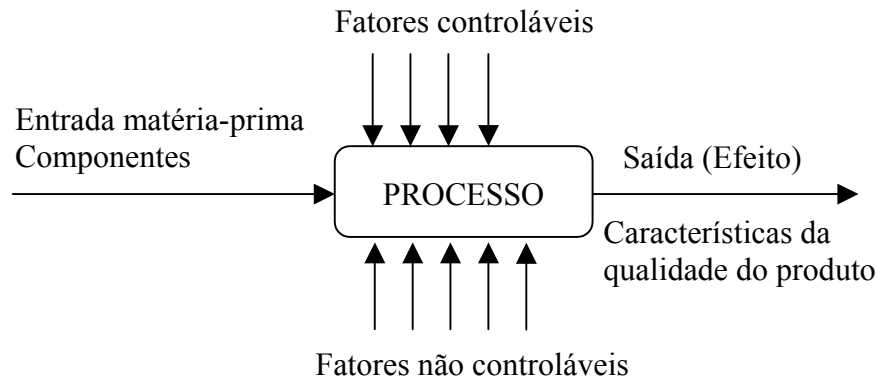 Fatores controláveis
Entrada matéria-prima
Componentes
PROCESSO
Saída (Efeito)
Características da
qualidade do produto
Fatores não controláveis